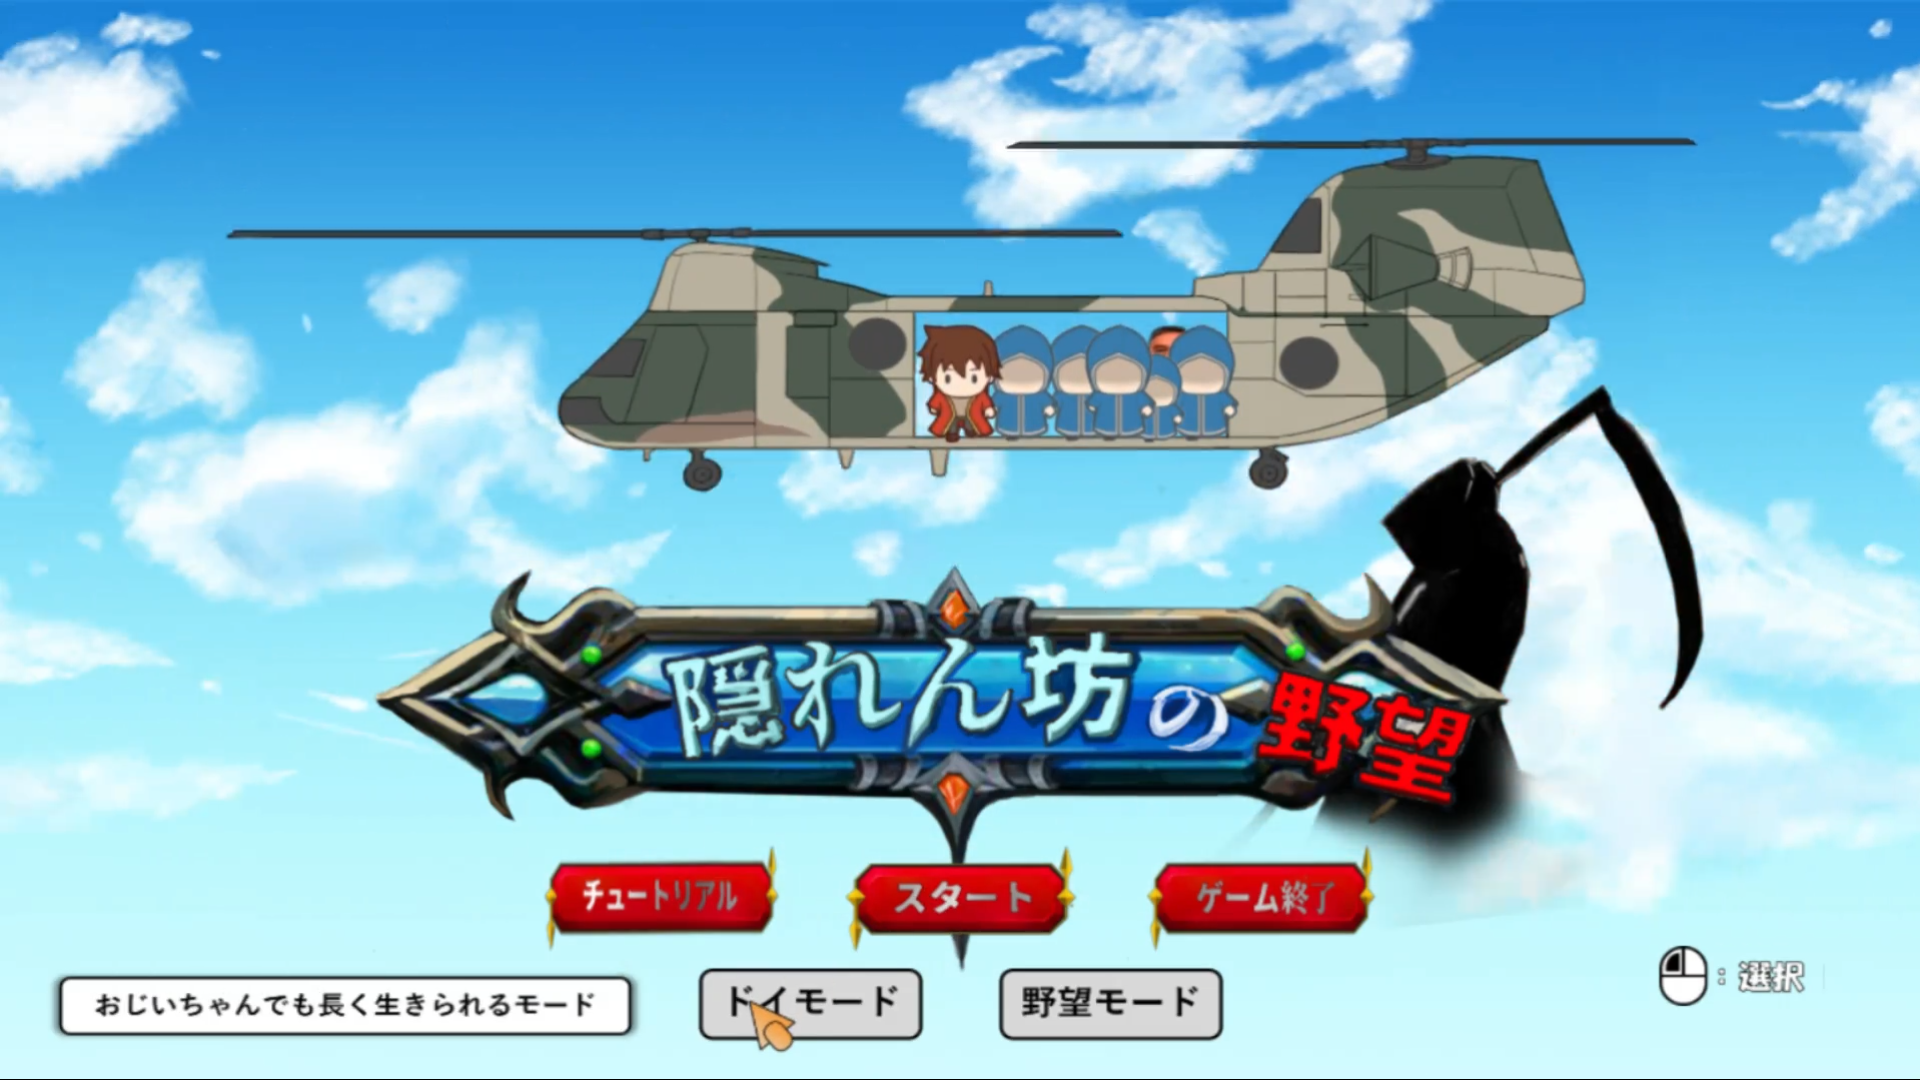 隠れん坊の野望
チュートリアル
スタート
ゲーム終了
おじいちゃんでも長く生きられるモード
ドイモード
野望モード
：選択